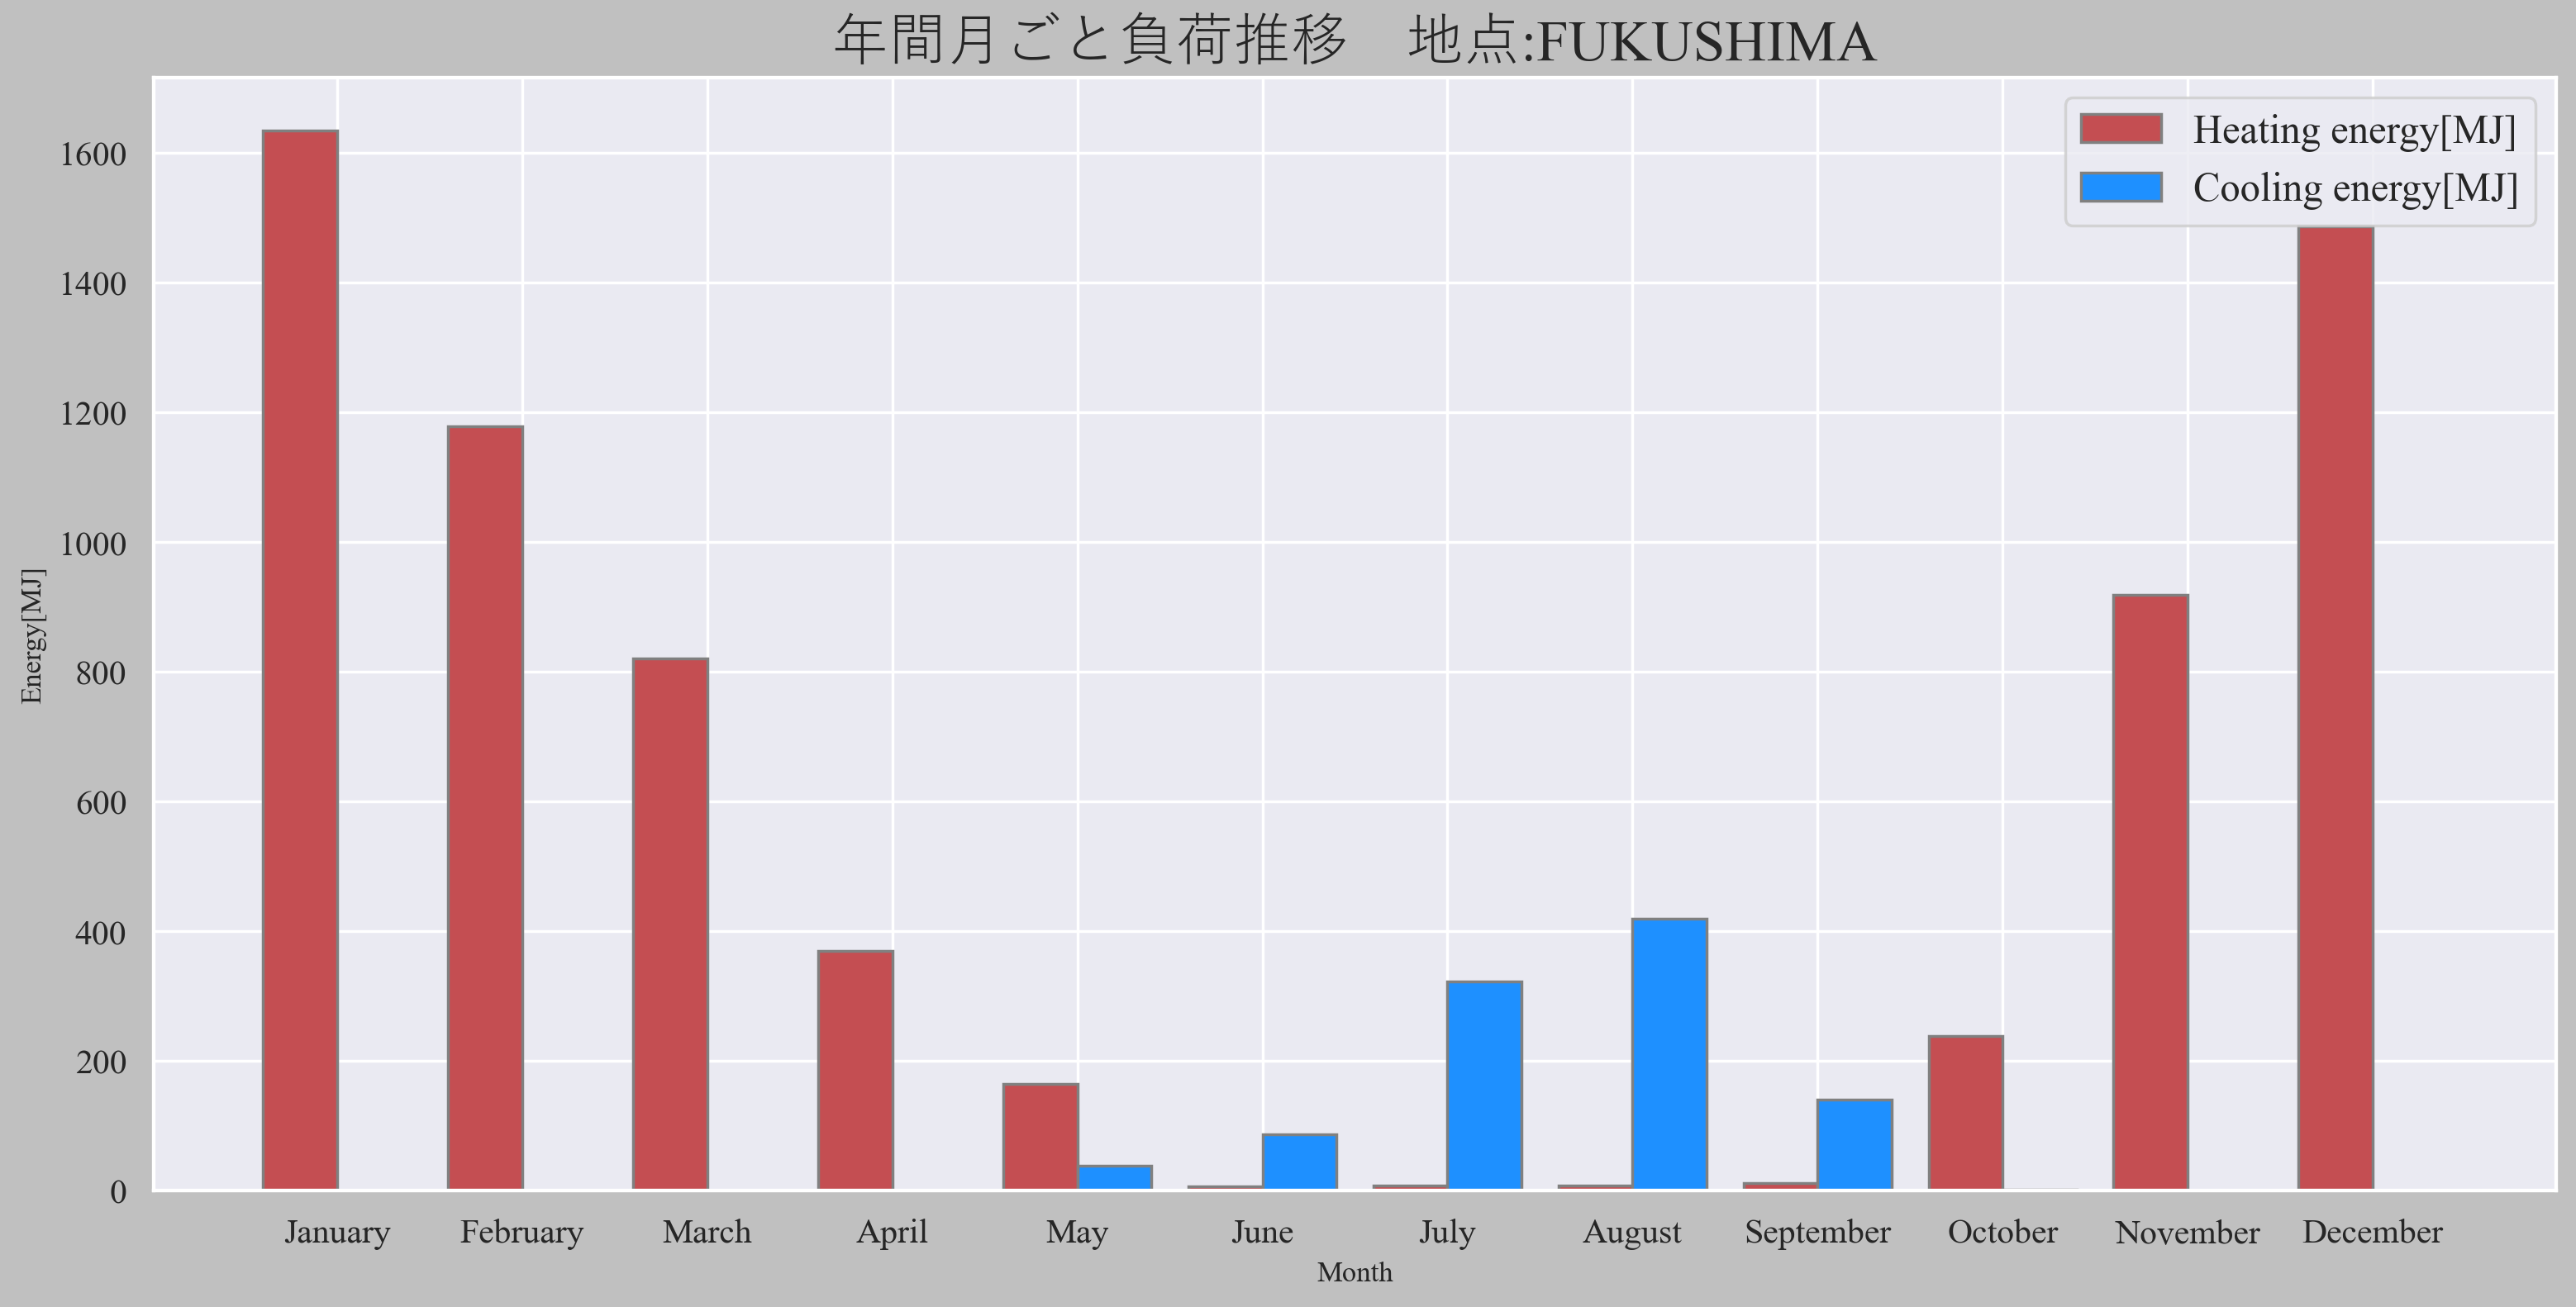 年間月ごと負荷推移　地点:FUKUSHIMA
Heating energy[MJ]
Cooling energy[MJ]
Energy[MJ]
1600
1400
1200
1000
800
600
400
200
0
January February March April May June July August September October November December
Month